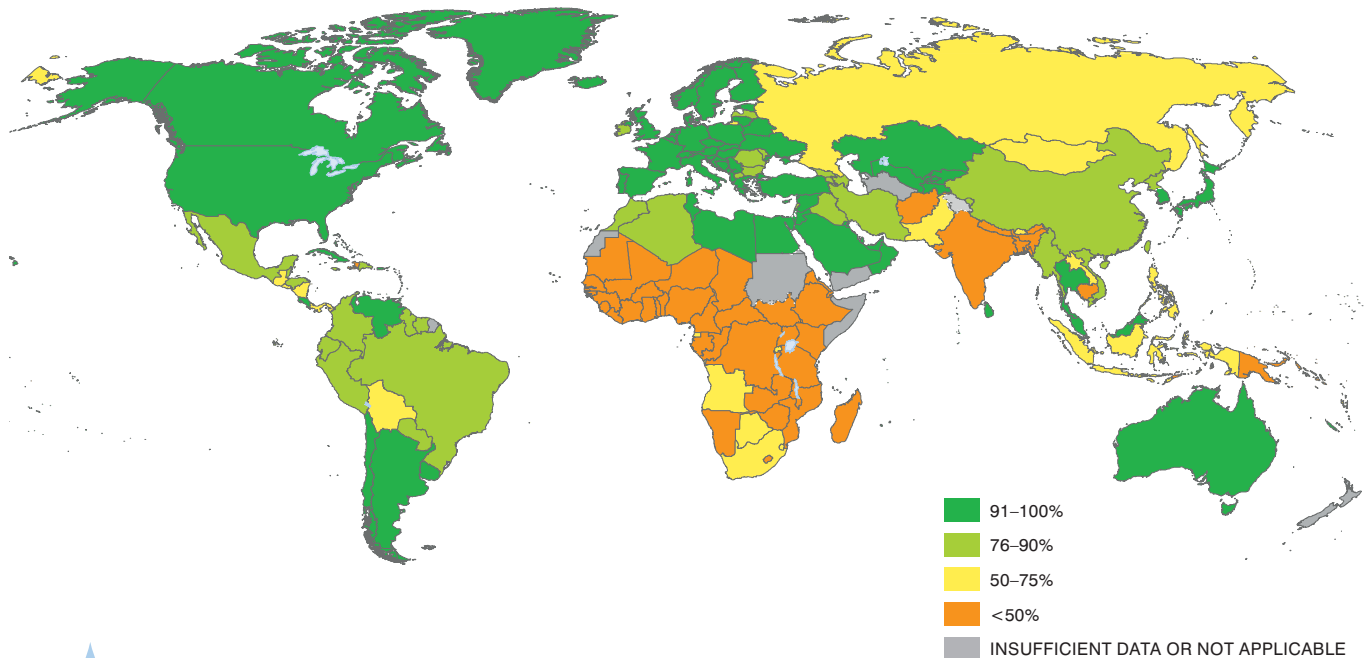 91–100%
76–90%
50–75%
<50%
INSUFFICIENT DATA OR NOT APPLICABLE